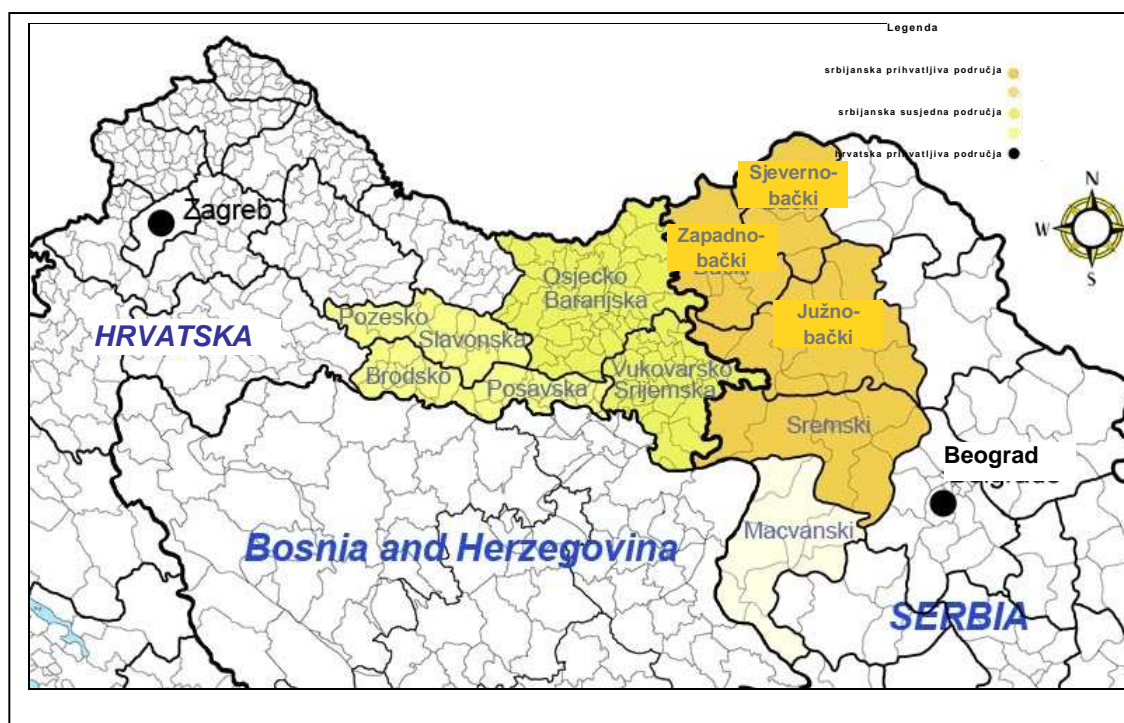 Legenda
srbijanska prihvatljiva područja
srbijanska susjedna područja
hrvatska prihvatljiva područja
Sjeverno-
bački
Zagreb
Zapadno-
bački
N
W
S
Osjecko
Bararijska
HRVATSKA
Pozesko
Slavonska
Južno-
bački
Brodsko
Posavska
Vukovarsko
Srijemska
Sremski
Beograd
Bosnia and Herzegovina
Macvanski
SERBIA